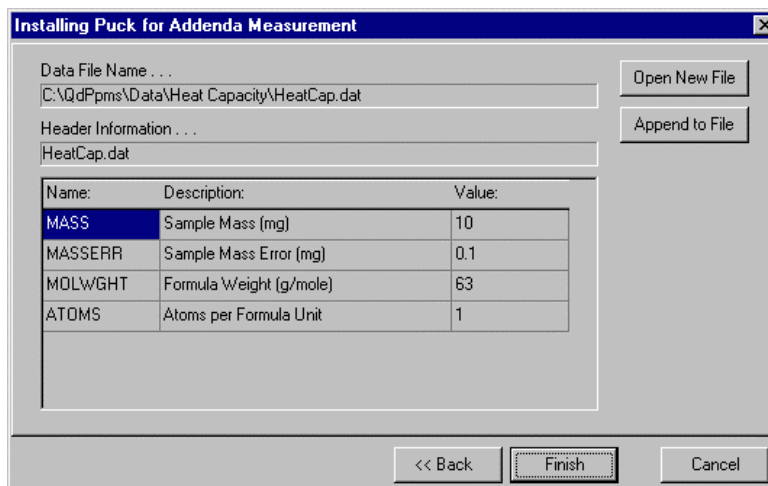 Installing Puck for Addenda Measurement
Data File Name . . .
C:\QdPpms\Data\Heat Capacity\HeatCap.dat
Open New File
Header Information . . .
Append to File
HeatCap.dat
Name: Description: Value:
MASS Sample Mass (mg) 10
MASSERR Sample Mass Error (mg) 0.1
MOLWGHT Formula Weight (g/mole) 63
ATOMS Atoms per Formula Unit 1
<< Back Finish Cancel